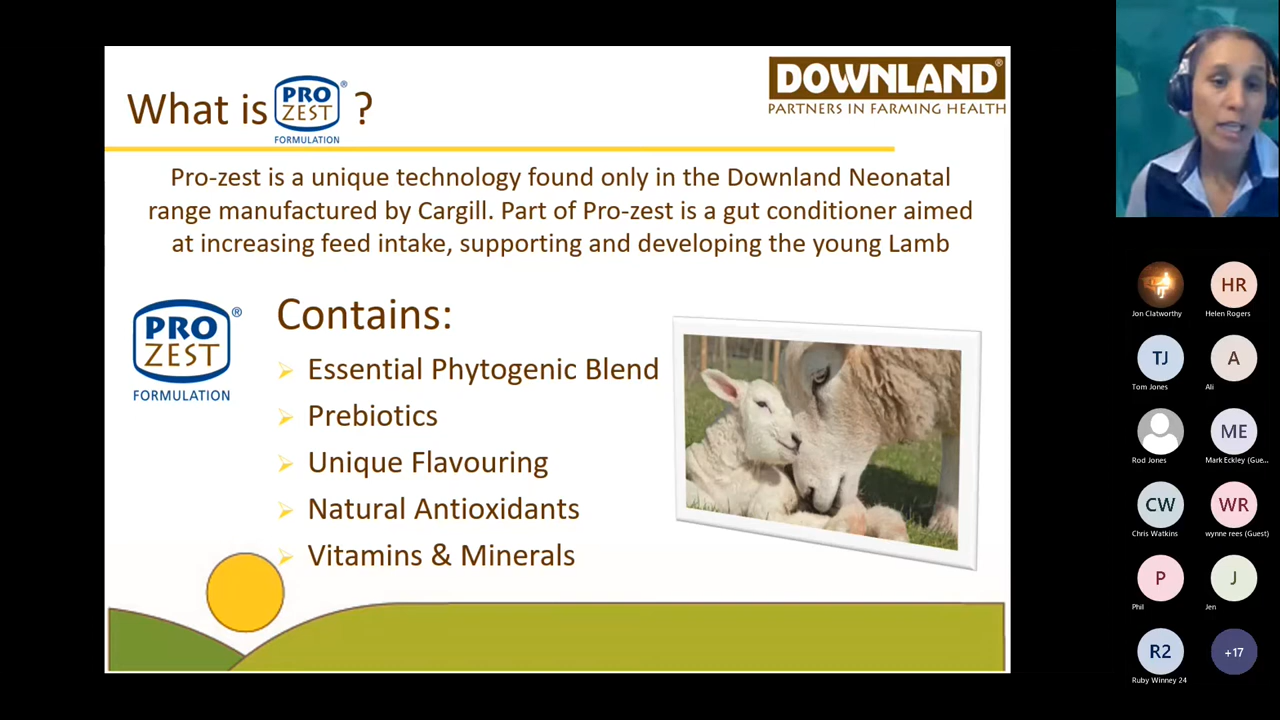 What is PRO ZEST ® FORMULATION ?
DOWNLAND®
PARTNERS IN FARMING HEALTH
Pro-zest is a unique technology found only in the Downland Neonatal
range manufactured by Cargill. Part of Pro-zest is a gut conditioner aimed
at increasing feed intake, supporting and developing the young Lamb
PRO
ZEST
®
FORMULATION
Contains:
Essential Phytogenic Blend
Prebiotics
Unique Flavouring
Natural Antioxidants
Vitamins & Minerals
Jon Clatworthy
HR
Helen Rogers
TJ
Tom Jones
A
Ali
Rod Jones
ME
Mark Eckley (Gue...
CW
Chris Watkins
WR
wynne rees (Guest)
P
Phil
J
Jen
R2
Ruby Winney 24
+17